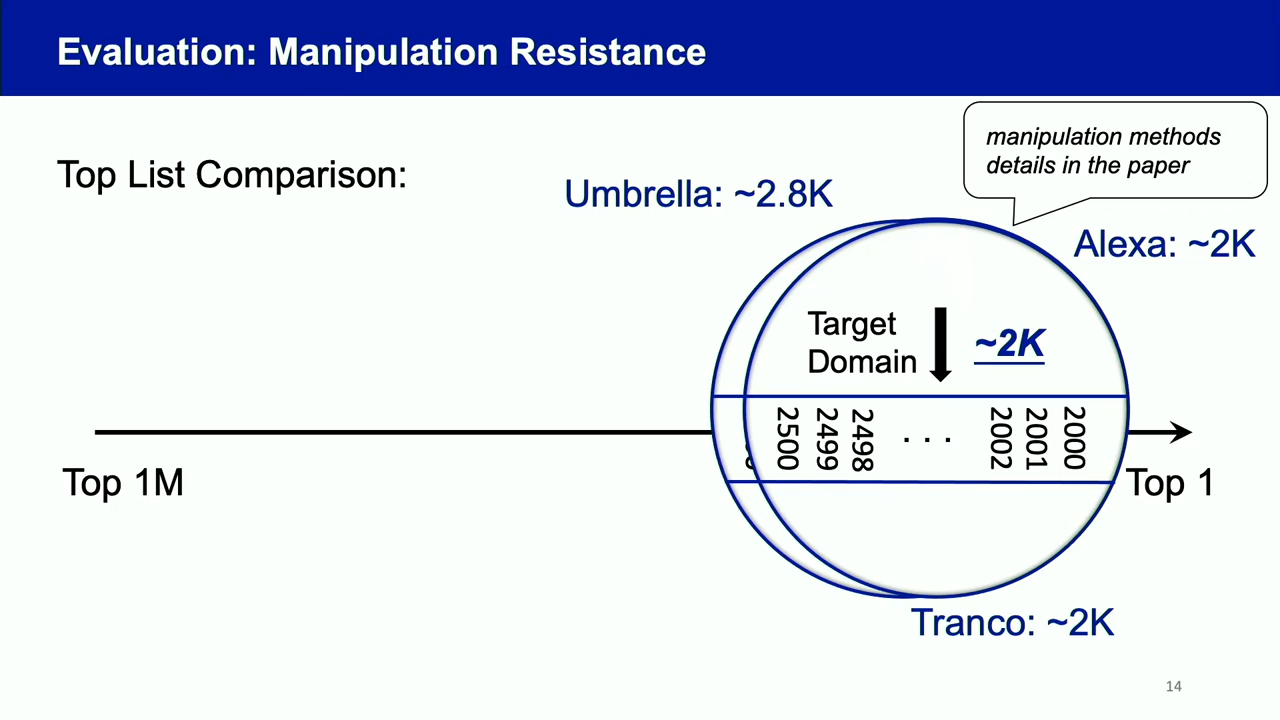 Evaluation: Manipulation Resistance
manipulation methods
details in the paper
Top List Comparison:
Umbrella: ~2.8K
Alexa: ~2K
Target
Domain
~2K
2500
2499
2498
. . .
2002
2001
2000
Top 1M
Top 1
Tranco: ~2K
14